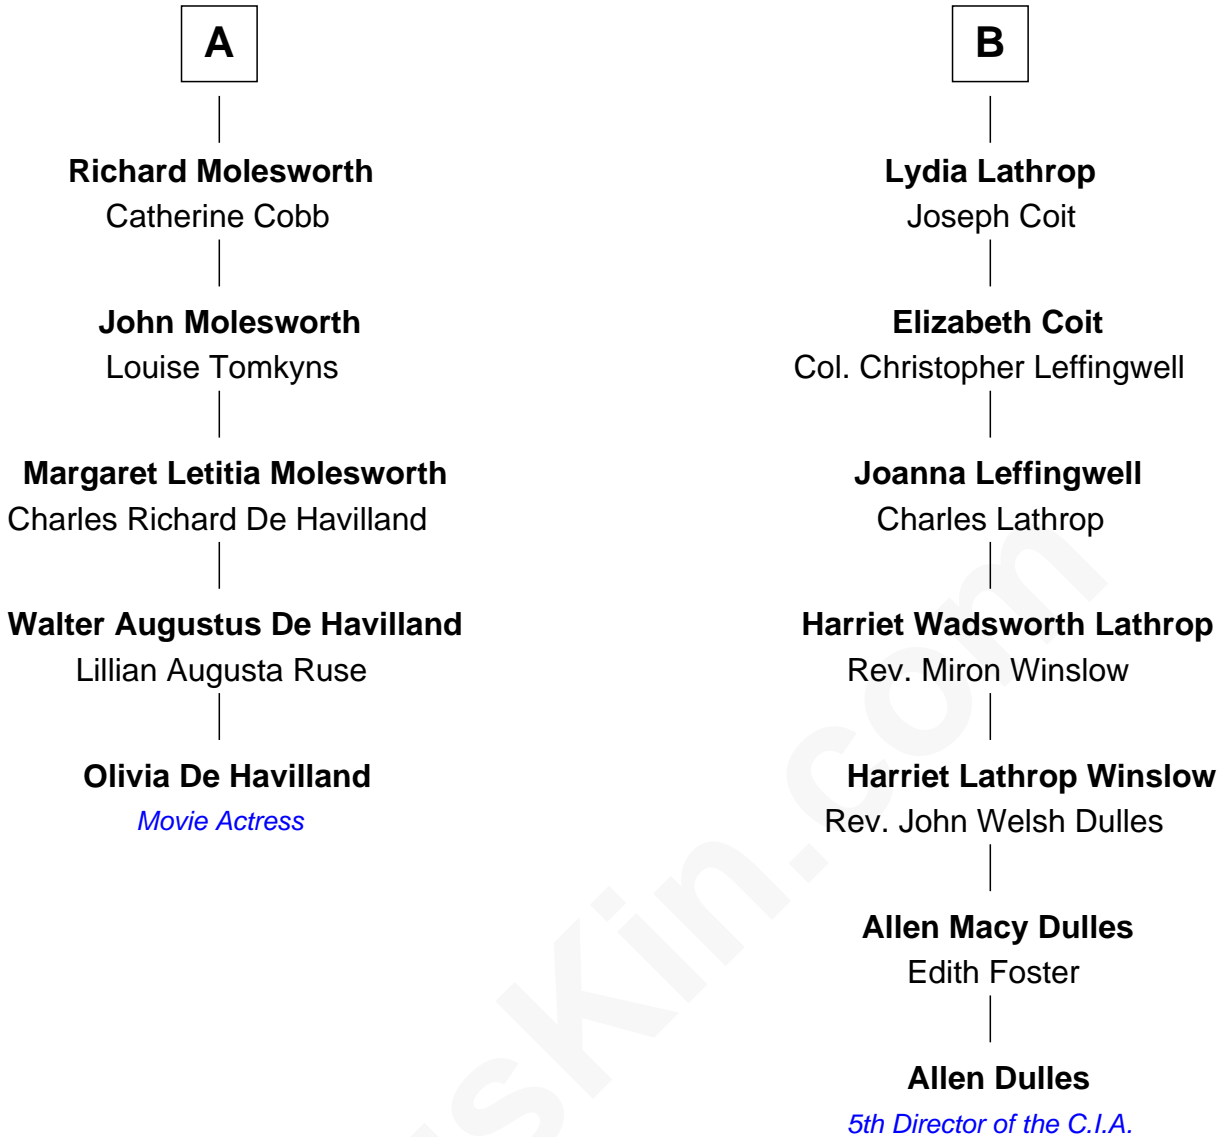 A
Richard Molesworth
Catherine Cobb
John Molesworth
Louise Tomkyns
Margaret Letitia Molesworth
Charles Richard De Havilland
Walter Augustus De Havilland
Lillian Augusta Ruse
Olivia De Havilland
Movie Actress
B
Lydia Lathrop
Joseph Coit
Elizabeth Coit
Col. Christopher Leffingwell
Joanna Leffingwell
Charles Lathrop
Harriet Wadsworth Lathrop
Rev. Miron Winslow
Harriet Lathrop Winslow
Rev. John Welsh Dulles
Allen Macy Dulles
Edith Foster
Allen Dulles
5th Director of the C.I.A.
usKin.com